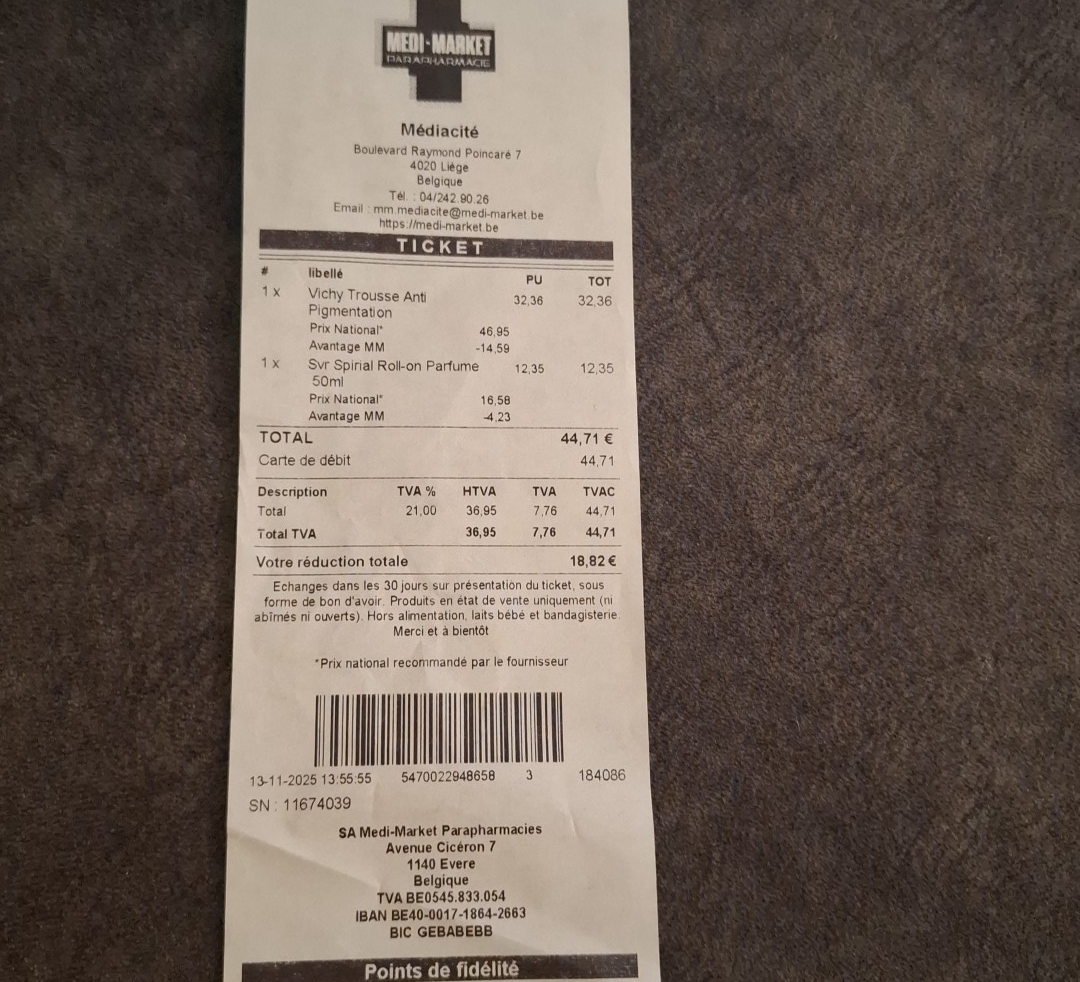 MEDI-MARKET
PARAPHARMACIE
Médiacité
Boulevard Raymond Poincaré 7
4020 Liège
Belgique
Tél. : 04/242.90.26
Email : mm.mediacite@medi-market.be
https://medi-market.be
TICKET
# libellé PU TOT
1 x Vichy Trousse Anti 32,36 32,36
Pigmentation
Prix National* 46,95
Avantage MM -14,59
1 x Svr Spirial Roll-on Parfume 12,35 12,35
50ml
Prix National* 16,58
Avantage MM -4,23
TOTAL 44,71 €
Carte de débit 44,71
Description TVA % HTVA TVA TVAC
Total 21,00 36,95 7,76 44,71
Total TVA 36,95 7,76 44,71
Votre réduction totale 18,82 €
Echanges dans les 30 jours sur présentation du ticket, sous
forme de bon d'avoir. Produits en état de vente uniquement (ni
abîmés ni ouverts). Hors alimentation, laits bébé et bandagisterie.
Merci et à bientôt
*Prix national recommandé par le fournisseur
13-11-2025 13:55:55 5470022948658 3 184086
SN : 11674039
SA Medi-Market Parapharmacies
Avenue Cicéron 7
1140 Evere
Belgique
TVA BE0545.833.054
IBAN BE40-0017-1864-2663
BIC GEBABEBB
Points de fidélité